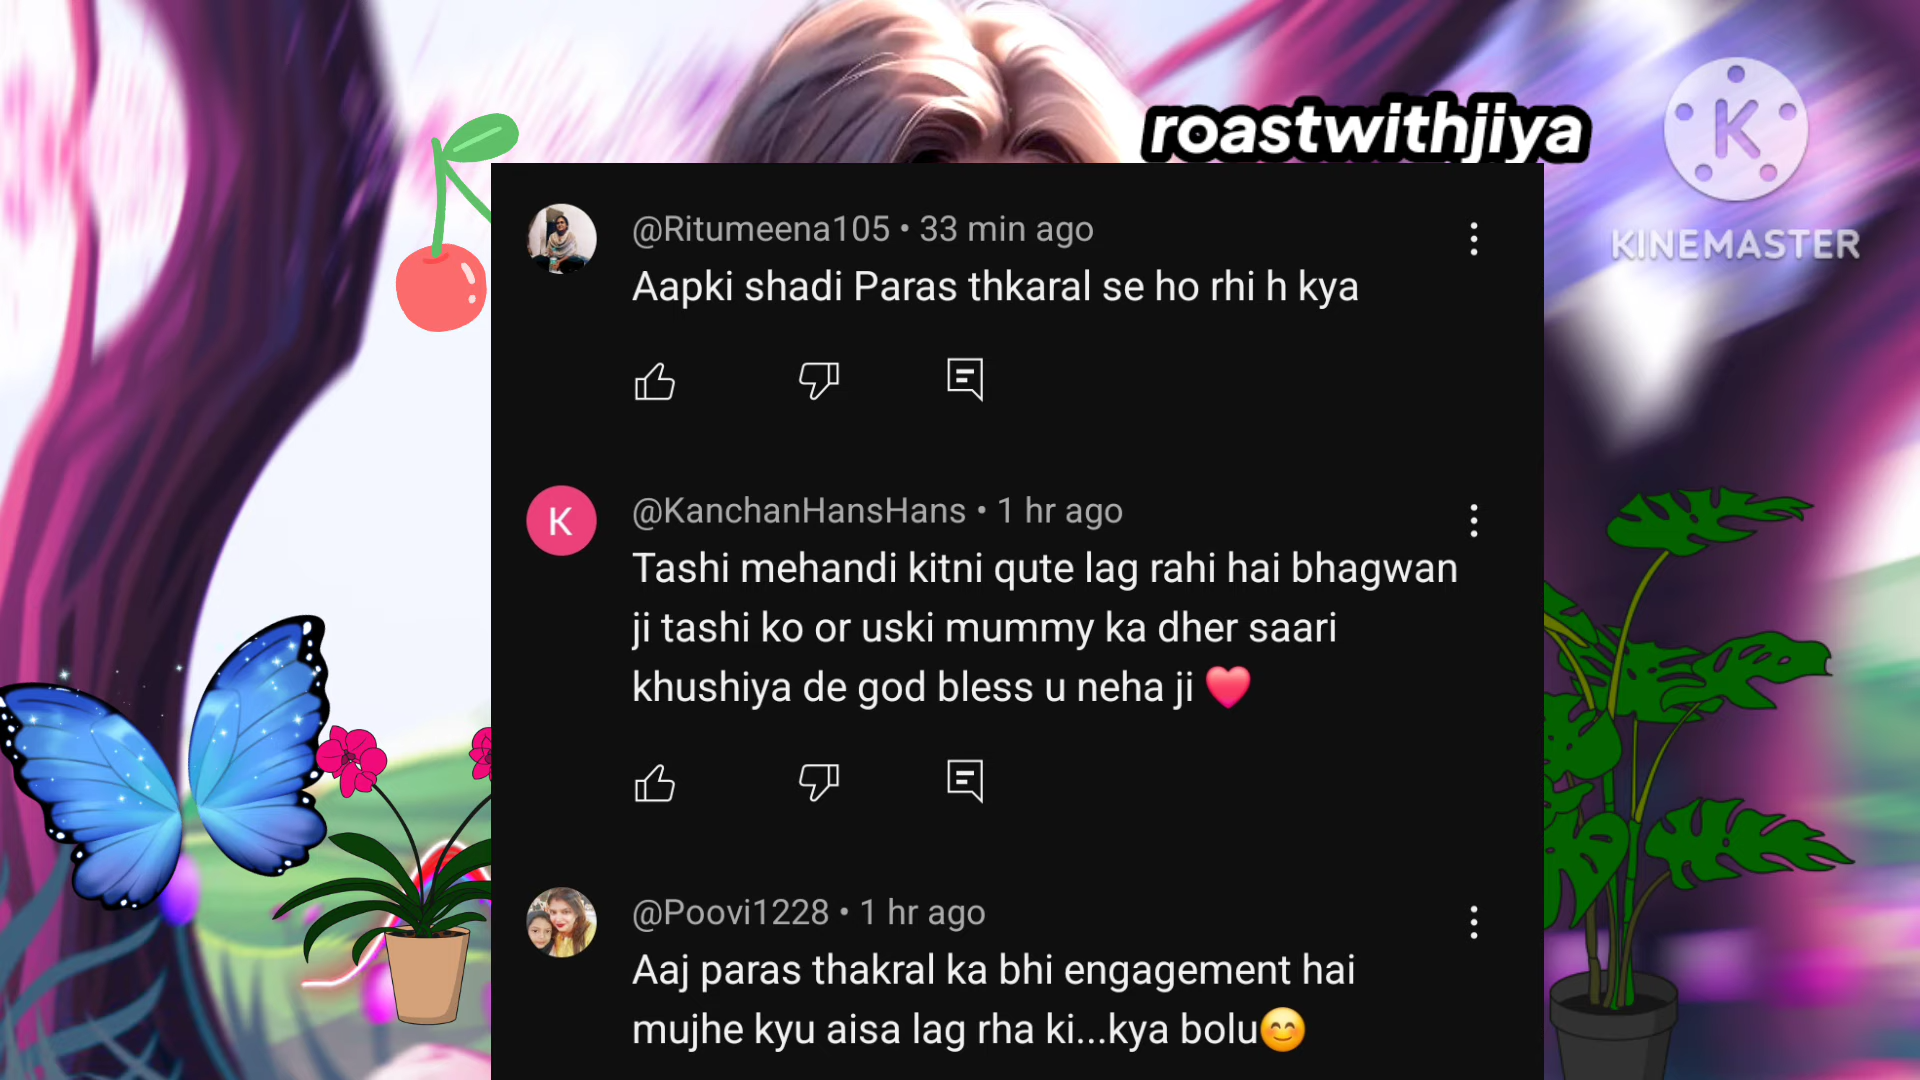 roastwithjiya
K
KINEMASTER
@Ritumeena105 • 33 min ago
Aapki shadi Paras thkaral se ho rhi h kya
K
@KanchanHansHans • 1 hr ago
Tashi mehandi kitni qute lag rahi hai bhagwan
ji tashi ko or uski mummy ka dher saari
khushiya de god bless u neha ji ❤️
@Poovi1228 • 1 hr ago
Aaj paras thakral ka bhi engagement hai
mujhe kyu aisa lag rha ki...kya bolu😊